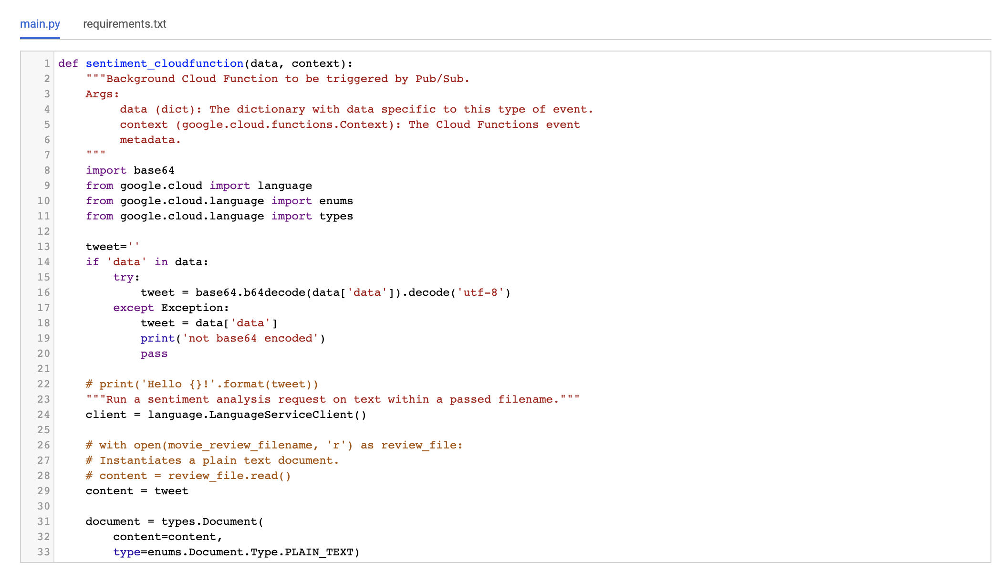 main.py requirements.txt
1 def sentiment_cloudfunction(data, context):
2     """Background Cloud Function to be triggered by Pub/Sub.
3     Args:
4          data (dict): The dictionary with data specific to this type of event.
5          context (google.cloud.functions.Context): The Cloud Functions event
6          metadata.
7     """
8     import base64
9     from google.cloud import language
10     from google.cloud.language import enums
11     from google.cloud.language import types
12
13     tweet=''
14     if 'data' in data:
15         try:
16             tweet = base64.b64decode(data['data']).decode('utf-8')
17         except Exception:
18             tweet = data['data']
19             print('not base64 encoded')
20             pass
21
22     # print('Hello {}!'.format(tweet))
23     """Run a sentiment analysis request on text within a passed filename."""
24     client = language.LanguageServiceClient()
25
26     # with open(movie_review_filename, 'r') as review_file:
27     # Instantiates a plain text document.
28     # content = review_file.read()
29     content = tweet
30
31     document = types.Document(
32         content=content,
33         type=enums.Document.Type.PLAIN_TEXT)